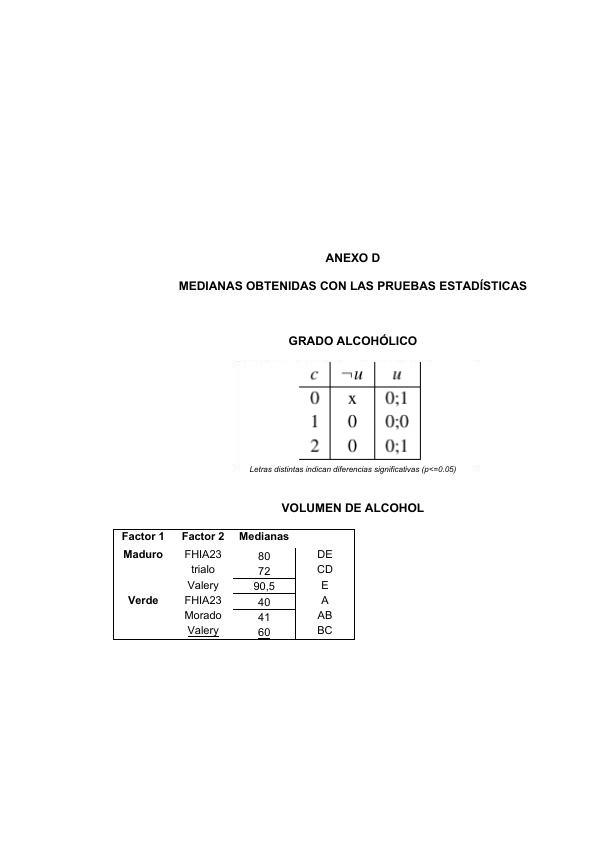 ANEXO D
MEDIANAS OBTENIDAS CON LAS PRUEBAS ESTADÍSTICAS
GRADO ALCOHÓLICO
c ¬u u
0 x 0;1
1 0 0;0
2 0 0;1
Letras distintas indican diferencias significativas (p<=0.05)
VOLUMEN DE ALCOHOL
Factor 1 Factor 2 Medianas
Maduro FHIA23 80 DE
trialo 72 CD
Valery 90,5 E
Verde FHIA23 40 A
Morado 41 AB
Valery 60 BC